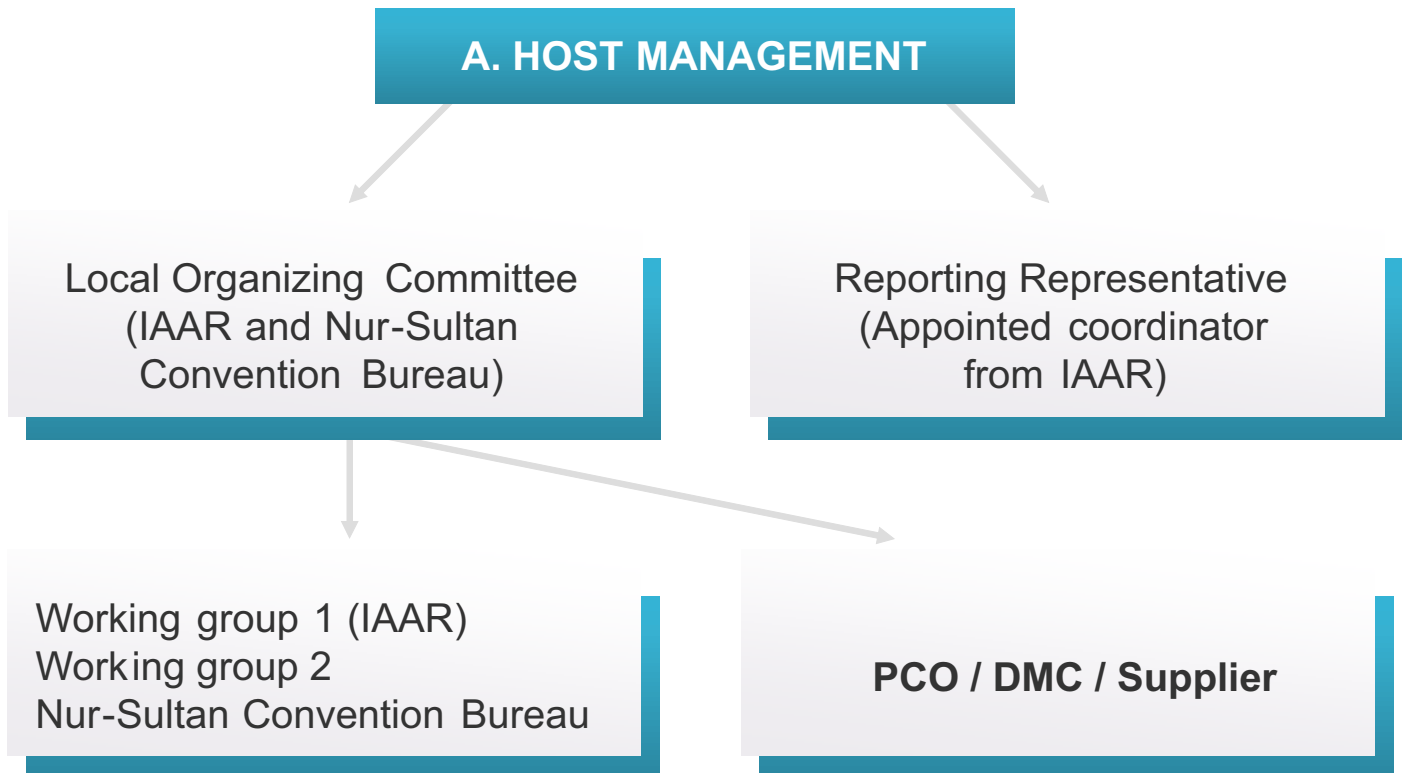 A. HOST MANAGEMENT
Local Organizing Committee
(IAAR and Nur-Sultan
Convention Bureau)
Reporting Representative
(Appointed coordinator
from IAAR)
Working group 1 (IAAR)
Working group 2
Nur-Sultan Convention Bureau
PCO / DMC / Supplier